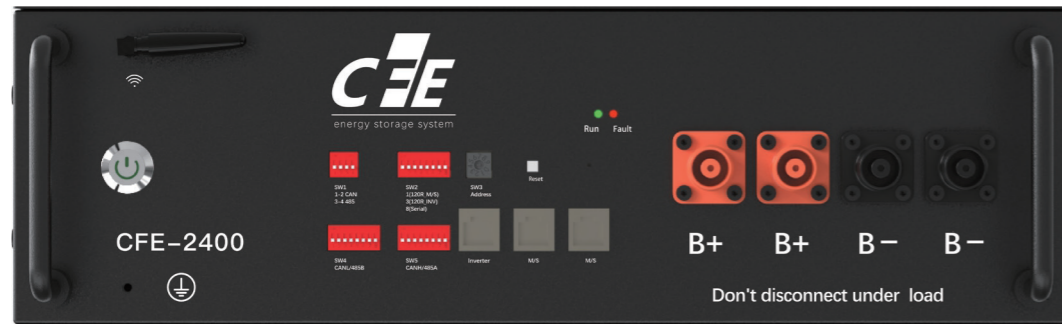 CFE
energy storage system
Run Fault
SW1
1-2 CAN
3-4 485
SW2
1(120R_M/S)
3(120R_INV)
8(Serial)
SW3
Address
Reset
CFE-2400
SW4
CANL/485B
SW5
CANH/485A
Inverter
M/S
M/S
B+ B+ B− B−
Don't disconnect under load